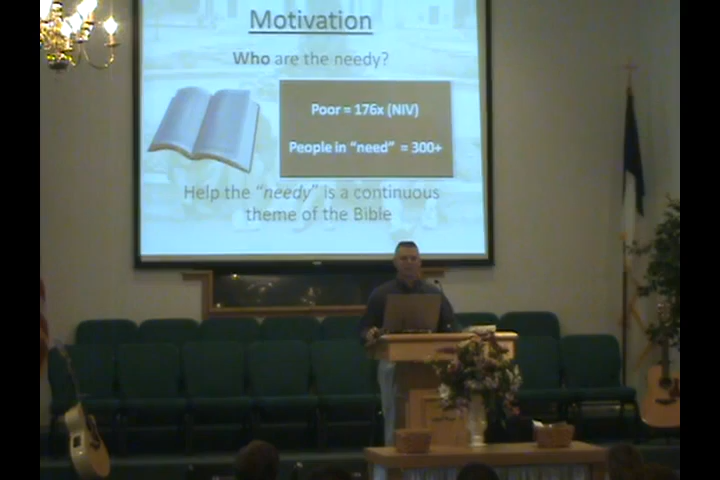 Motivation
Who are the needy?
Poor = 176x (NIV)
People in "need" = 300+
Help the "needy" is a continuous
theme of the Bible